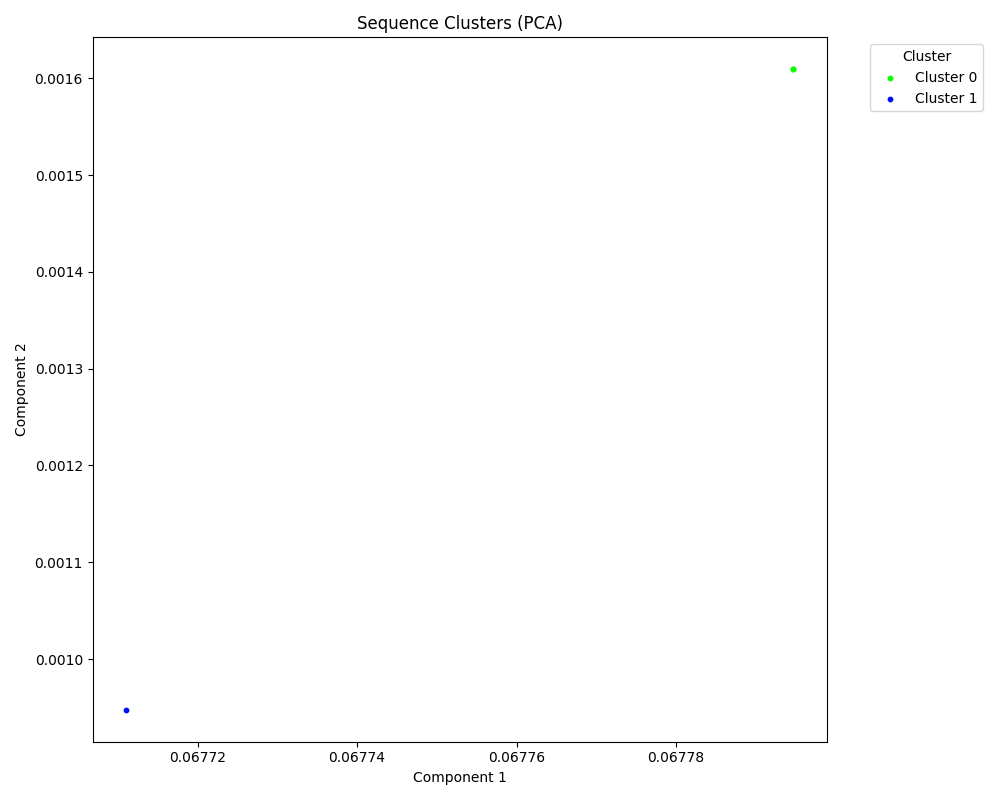 Sequence Clusters (PCA)
Cluster
Cluster 0
Cluster 1
0.0016
0.0015
0.0014
0.0013
0.0012
0.0011
0.0010
Component 2
0.06772
0.06774
0.06776
0.06778
Component 1